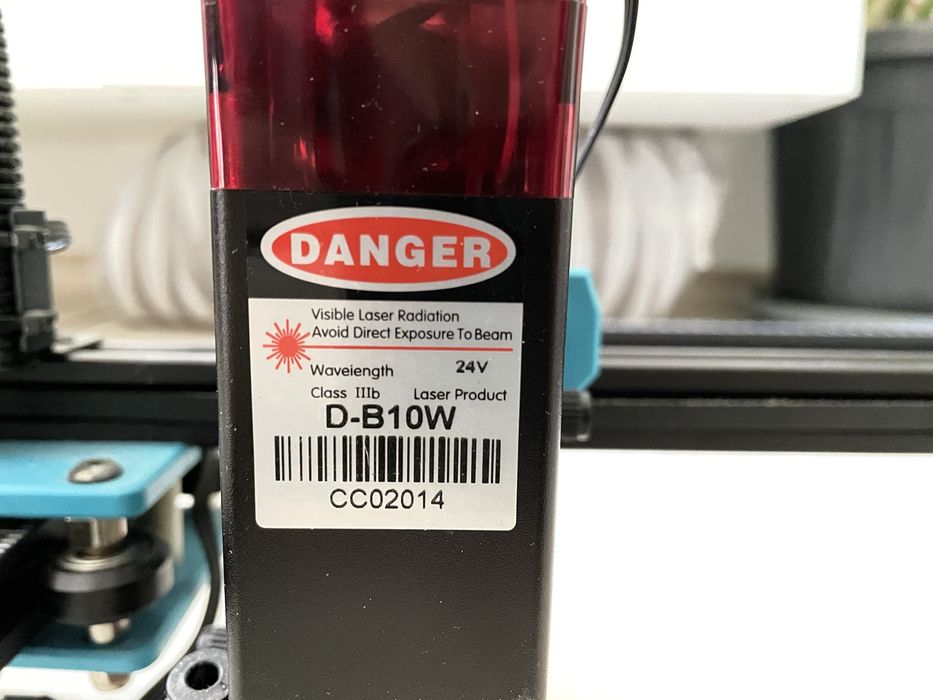 DANGER
Visible Laser Radiation
Avoid Direct Exposure To Beam
Waveiength 24V
Class IIIb Laser Product
D-B10W
CC02014